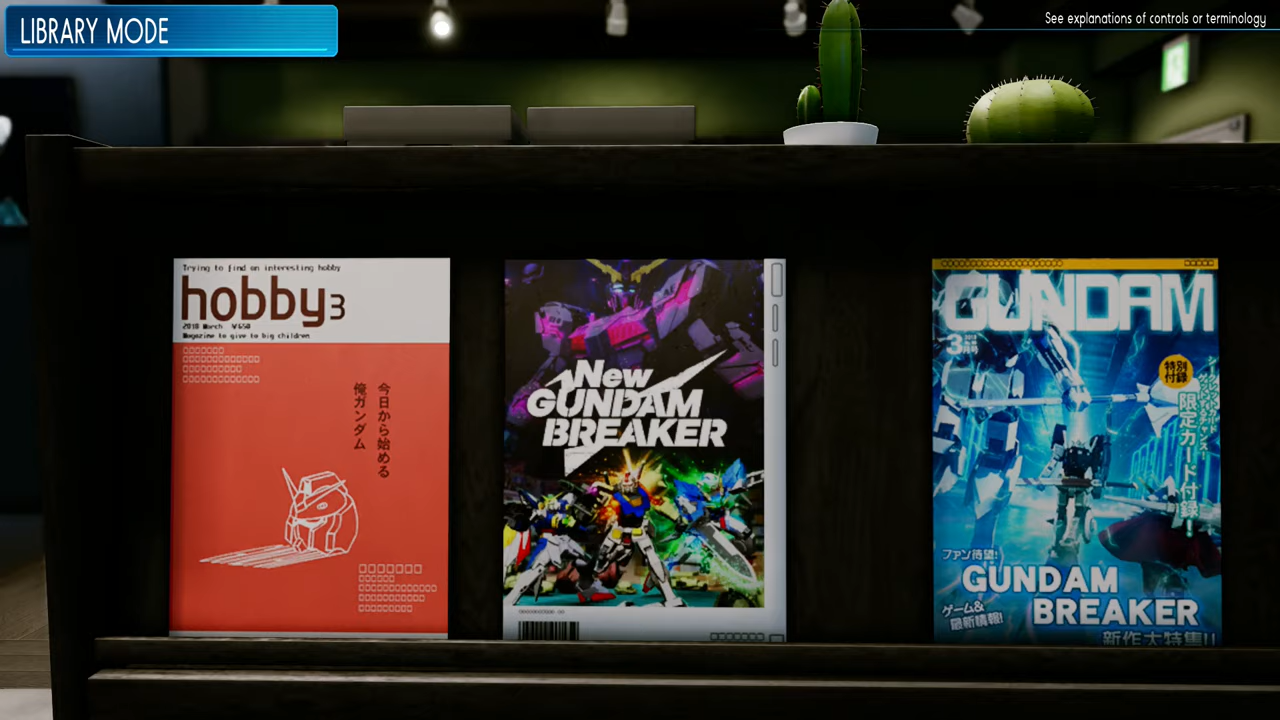 LIBRARY MODE
See explanations of controls or terminology
Trying to find an interesting hobby
hobby3
2018 March ¥650
Magazine to give to big children
今日から始める
俺ガンダム
New
GUNDAM
BREAKER
GUNDAM
3月号
特別
付録
限定カード付録!
ファン待望!
GUNDAM
BREAKER
ゲーム&
最新情報!
新作大特集!!